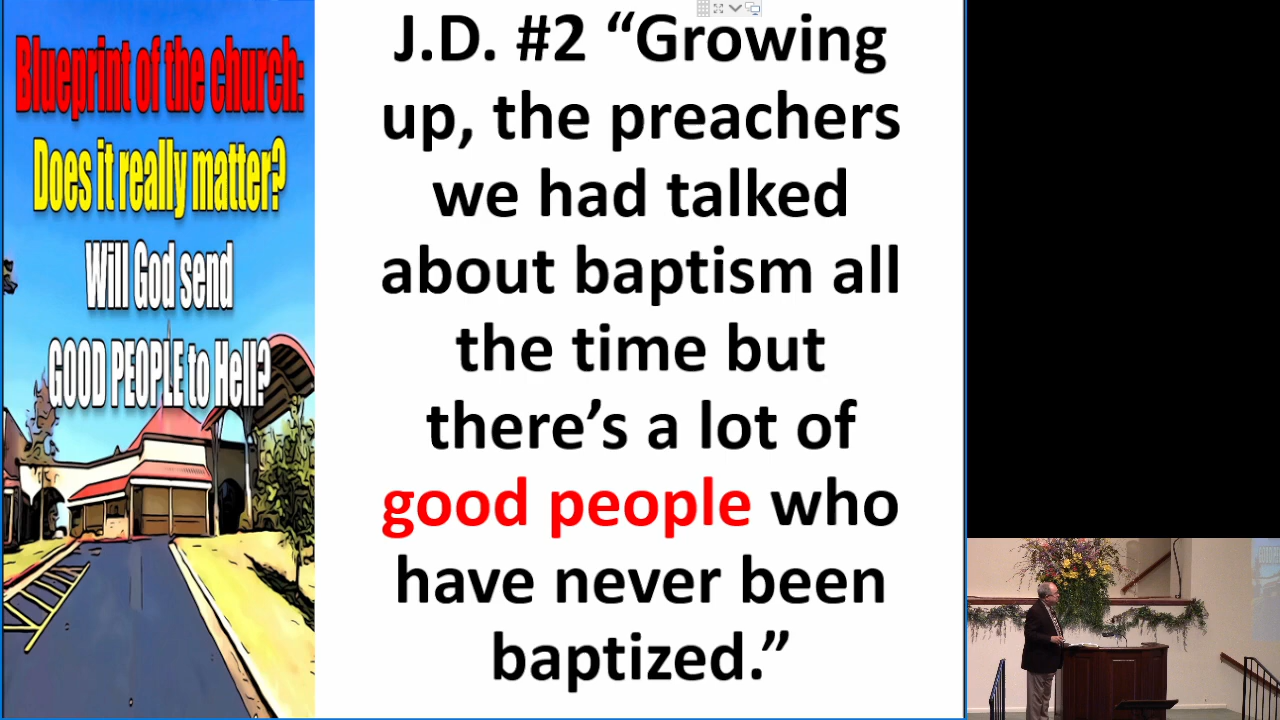 Blueprint of the church:
Does it really matter?
Will God send
GOOD PEOPLE to Hell?
J.D. #2 “Growing
up, the preachers
we had talked
about baptism all
the time but
there’s a lot of
good people who
have never been
baptized.”